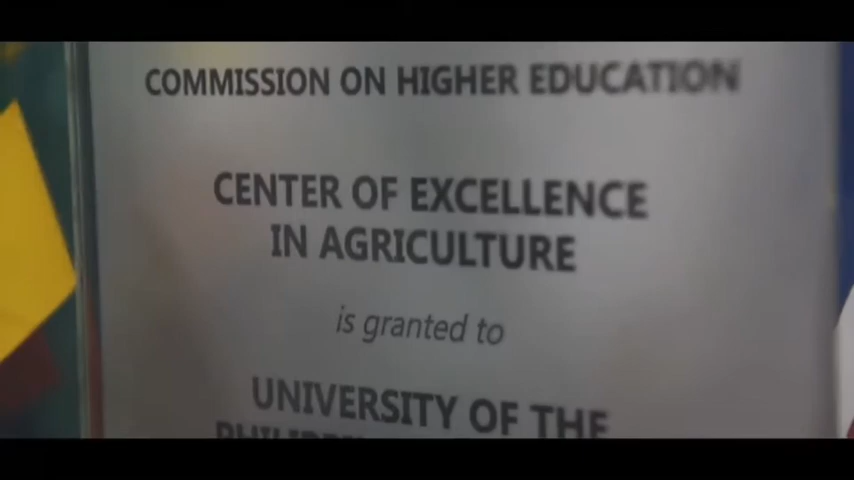 COMMISSION ON HIGHER EDUCATION
CENTER OF EXCELLENCE
IN AGRICULTURE
is granted to
UNIVERSITY OF THE